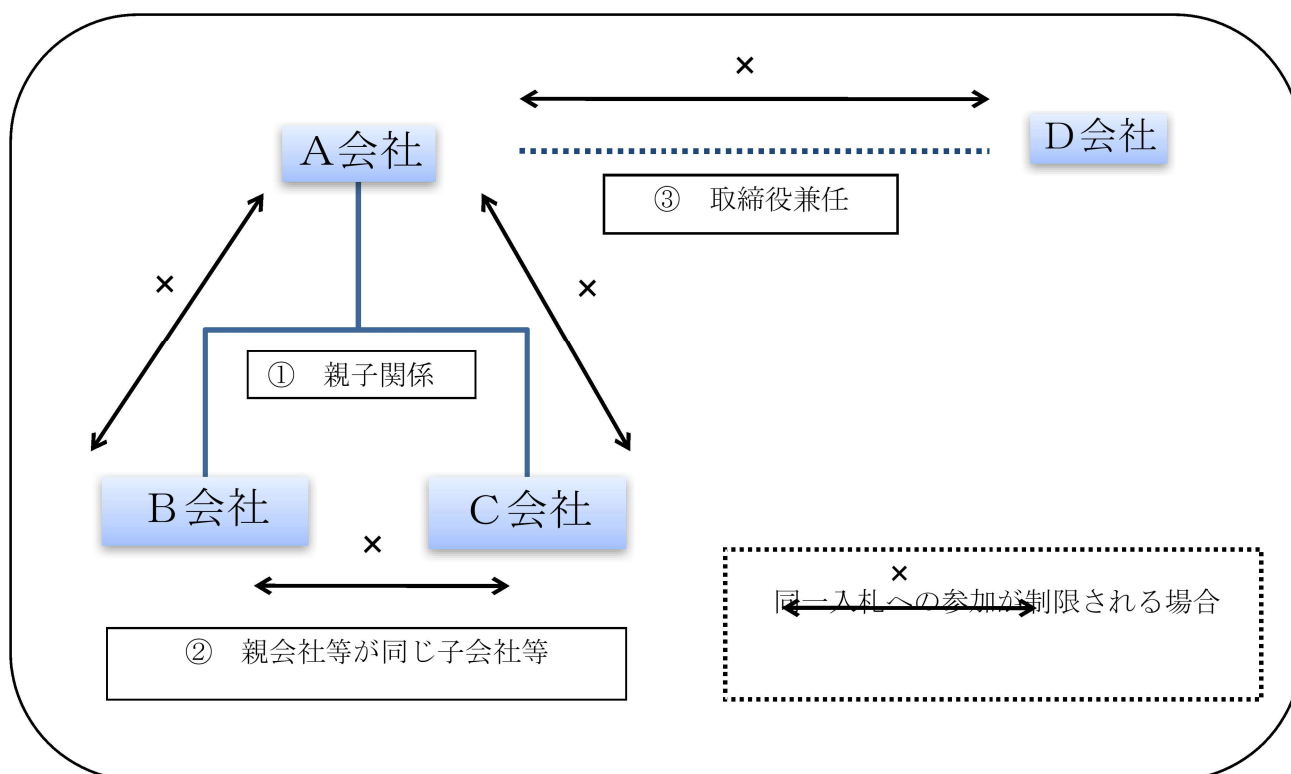 ×
A会社
D会社
③ 取締役兼任
×
×
① 親子関係
B会社
C会社
×
② 親会社等が同じ子会社等
×
同一入札への参加が制限される場合